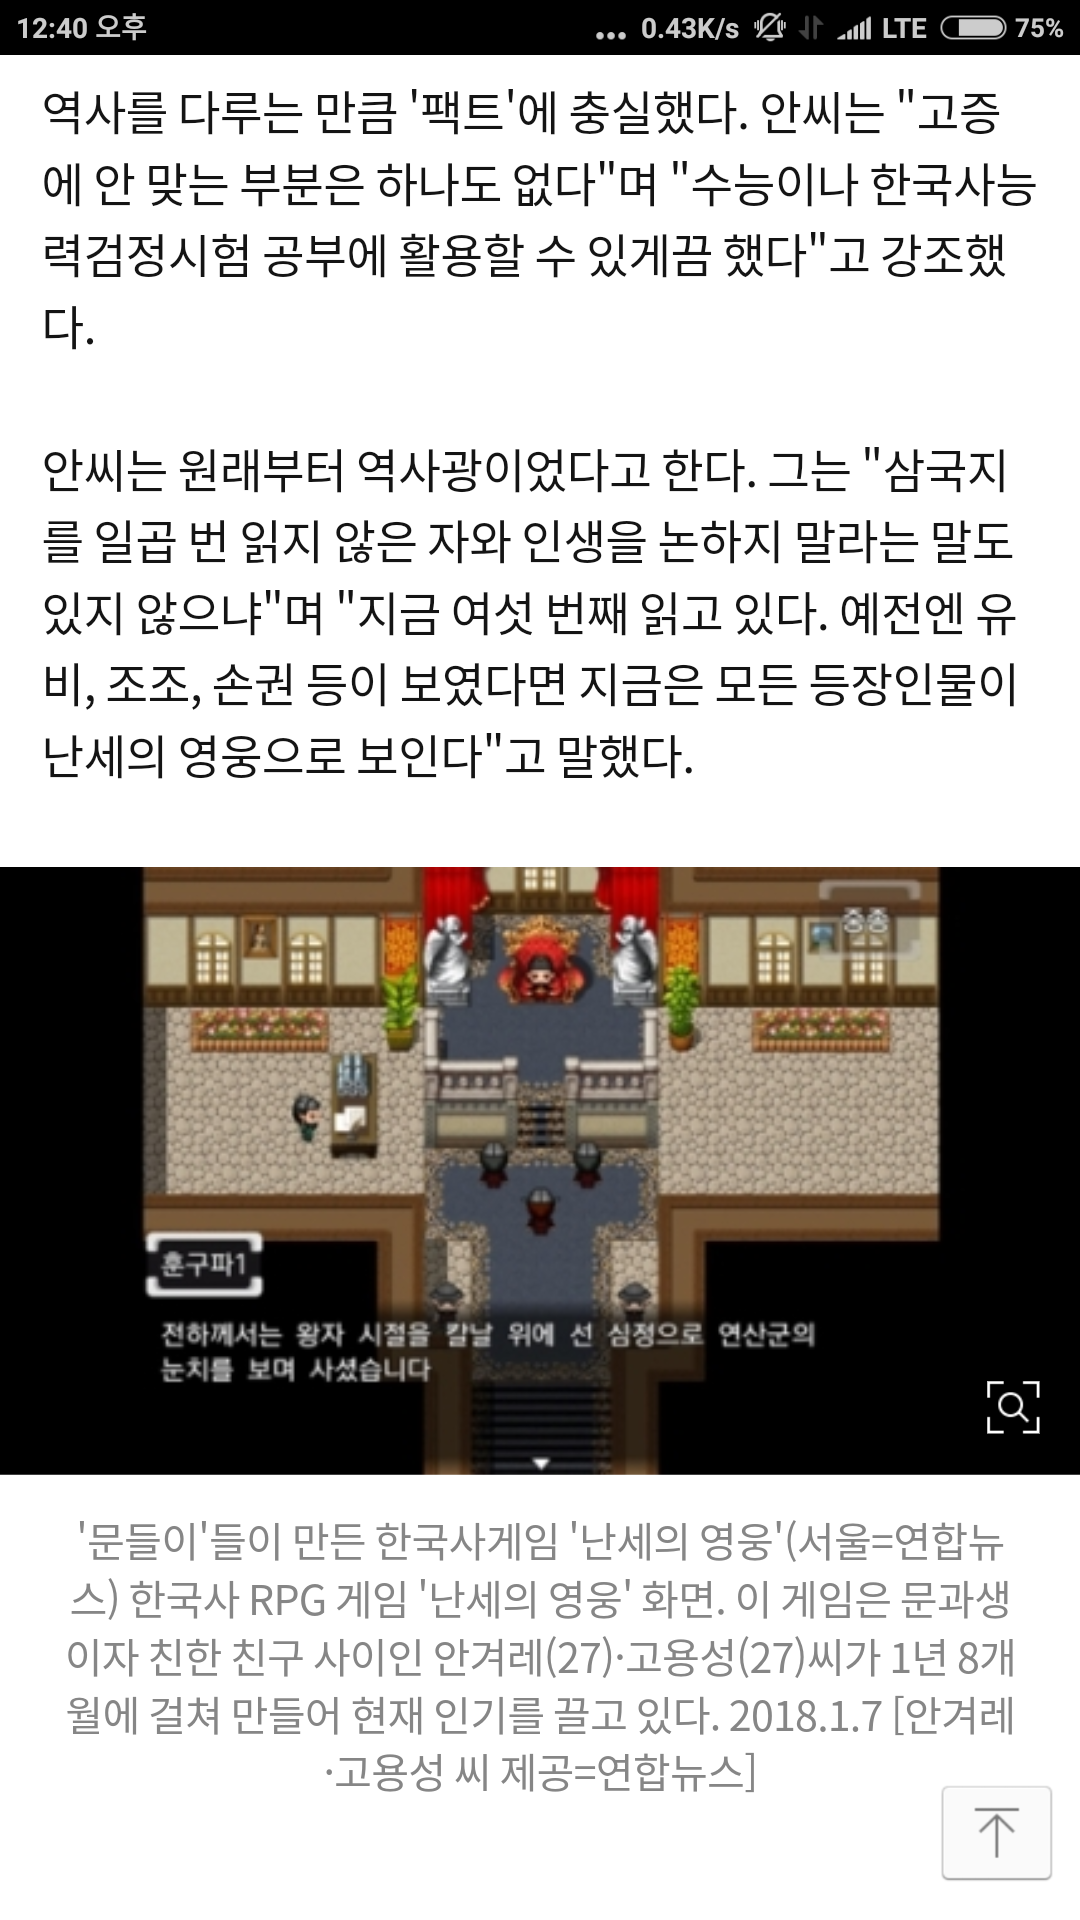 12:40 오후
... 0.43K/s LTE 75%
역사를 다루는 만큼 '팩트'에 충실했다. 안씨는 "고증
에 안 맞는 부분은 하나도 없다"며 "수능이나 한국사능
력검정시험 공부에 활용할 수 있게끔 했다"고 강조했
다.
안씨는 원래부터 역사광이었다고 한다. 그는 "삼국지
를 일곱 번 읽지 않은 자와 인생을 논하지 말라는 말도
있지 않으냐"며 "지금 여섯 번째 읽고 있다. 예전엔 유
비, 조조, 손권 등이 보였다면 지금은 모든 등장인물이
난세의 영웅으로 보인다"고 말했다.
중종
훈구파1
전하께서는 왕자 시절을 칼날 위에 선 심정으로 연산군의
눈치를 보며 사셨습니다
'문들이'들이 만든 한국사게임 '난세의 영웅'(서울=연합뉴
스) 한국사 RPG 게임 '난세의 영웅' 화면. 이 게임은 문과생
이자 친한 친구 사이인 안겨레(27)·고용성(27)씨가 1년 8개
월에 걸쳐 만들어 현재 인기를 끌고 있다. 2018.1.7 [안겨레
·고용성 씨 제공=연합뉴스]